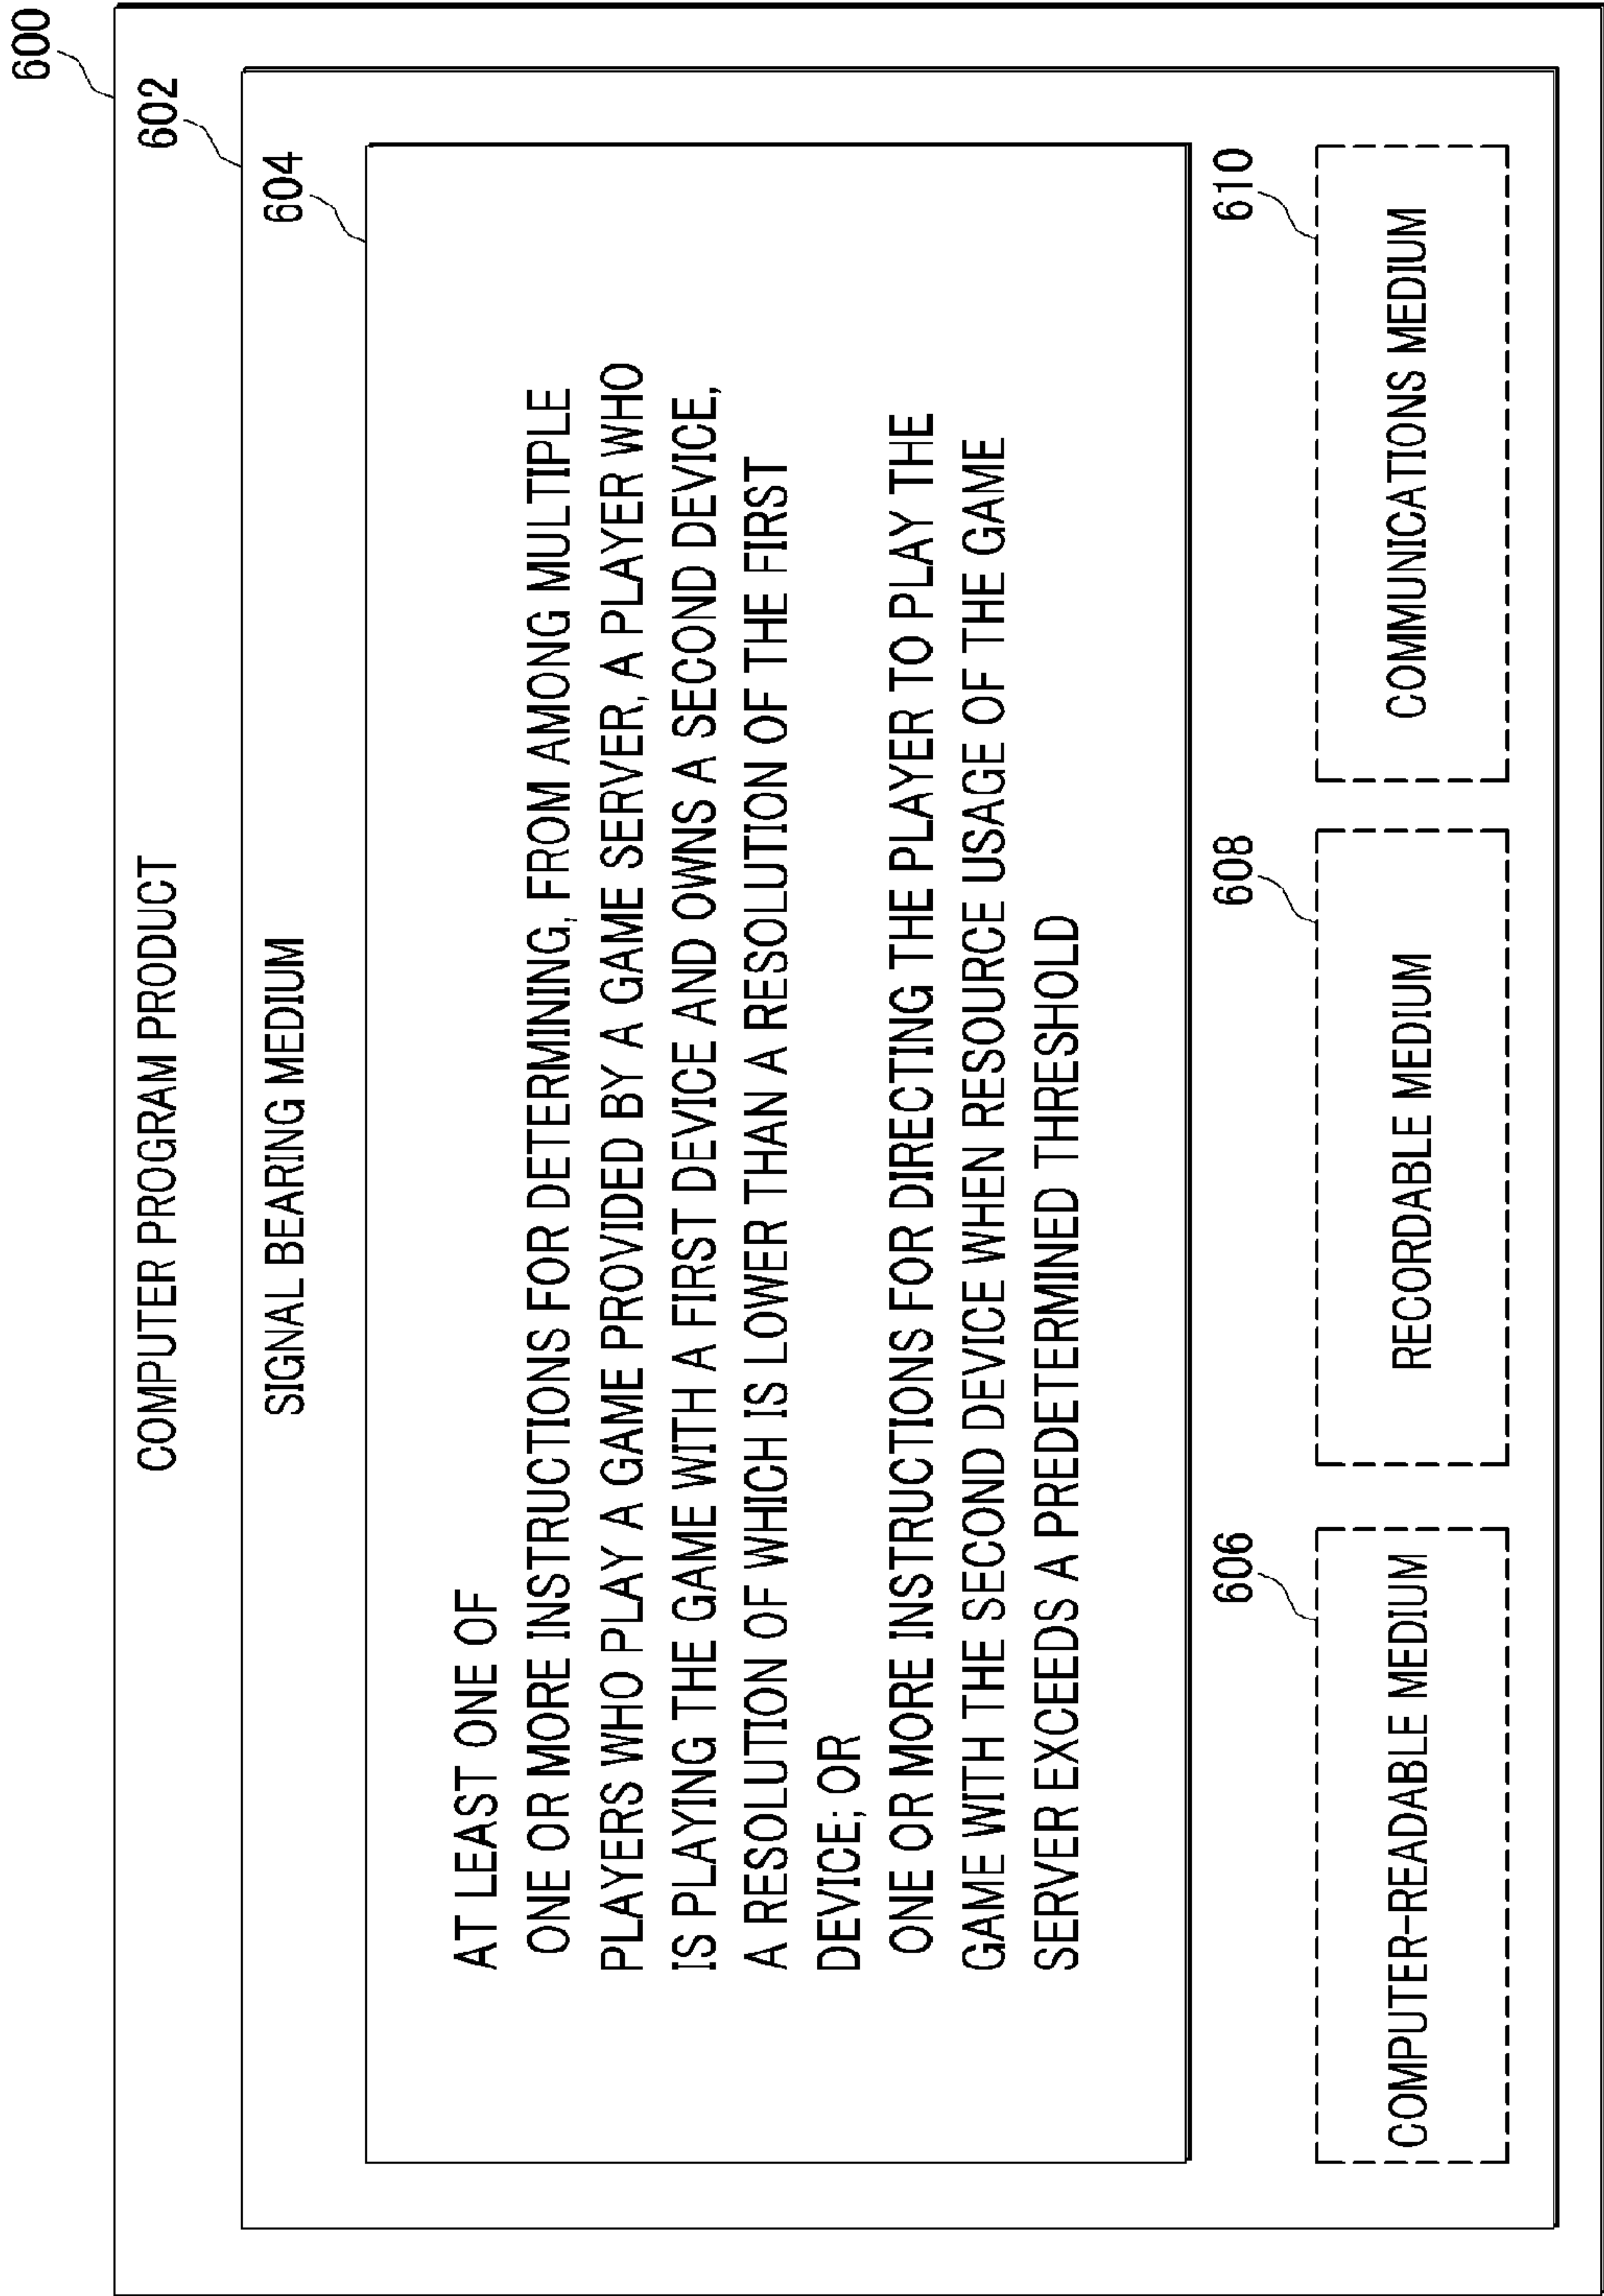 600
COMPUTER PROGRAM PRODUCT
602
SIGNAL BEARING MEDIUM
604
AT LEAST ONE OF
ONE OR MORE INSTRUCTIONS FOR DETERMINING, FROM AMONG MULTIPLE
PLAYERS WHO PLAY A GAME PROVIDED BY A GAME SERVER, A PLAYER WHO
IS PLAYING THE GAME WITH A FIRST DEVICE AND OWNS A SECOND DEVICE,
A RESOLUTION OF WHICH IS LOWER THAN A RESOLUTION OF THE FIRST
DEVICE; OR
ONE OR MORE INSTRUCTIONS FOR DIRECTING THE PLAYER TO PLAY THE
GAME WITH THE SECOND DEVICE WHEN RESOURCE USAGE OF THE GAME
SERVER EXCEEDS A PREDETERMINED THRESHOLD
606
COMPUTER-READABLE MEDIUM
608
RECORDABLE MEDIUM
610
COMMUNICATIONS MEDIUM